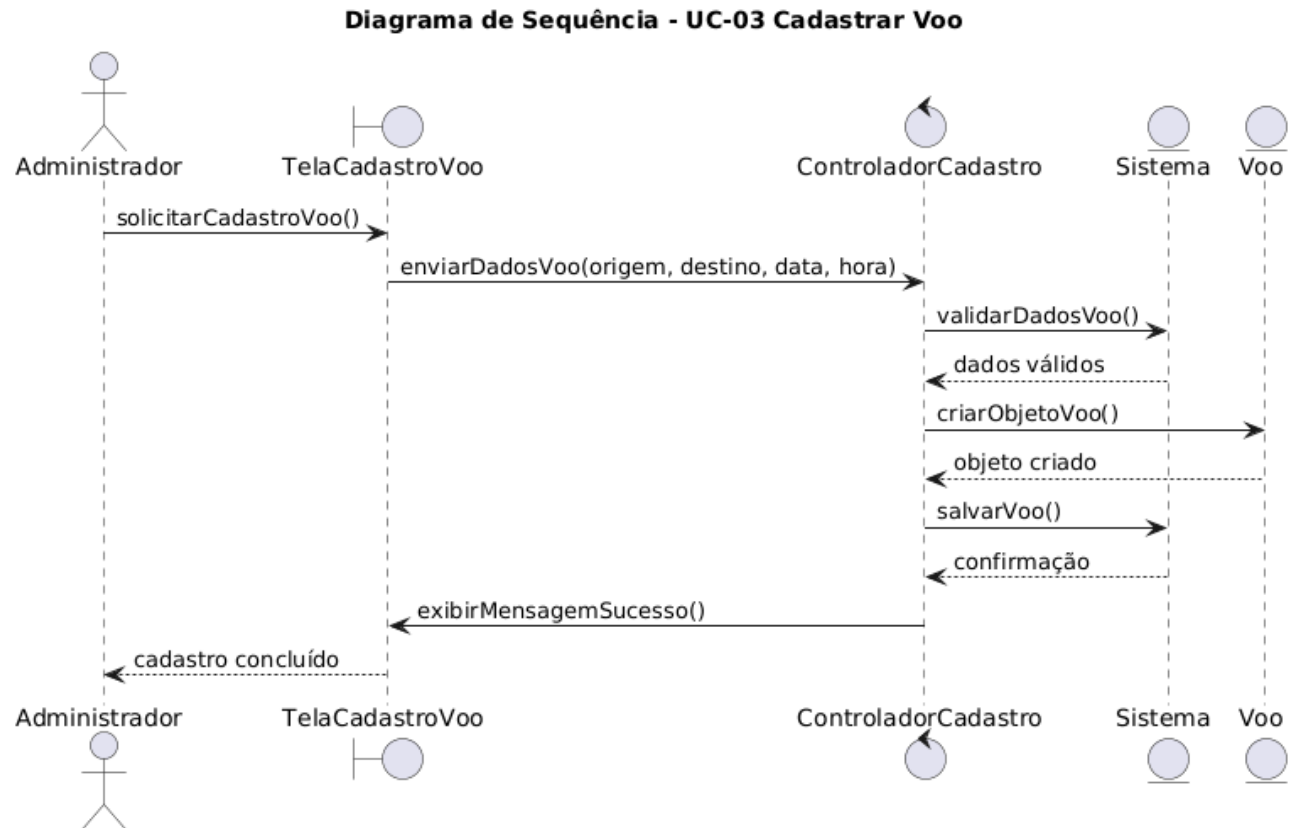 Diagrama de Sequência - UC-03 Cadastrar Voo
Administrador
TelaCadastroVoo
ControladorCadastro
Sistema
Voo
solicitarCadastroVoo()
enviarDadosVoo(origem, destino, data, hora)
validarDadosVoo()
dados válidos
criarObjetoVoo()
objeto criado
salvarVoo()
confirmação
exibirMensagemSucesso()
cadastro concluído
Administrador
TelaCadastroVoo
ControladorCadastro
Sistema
Voo